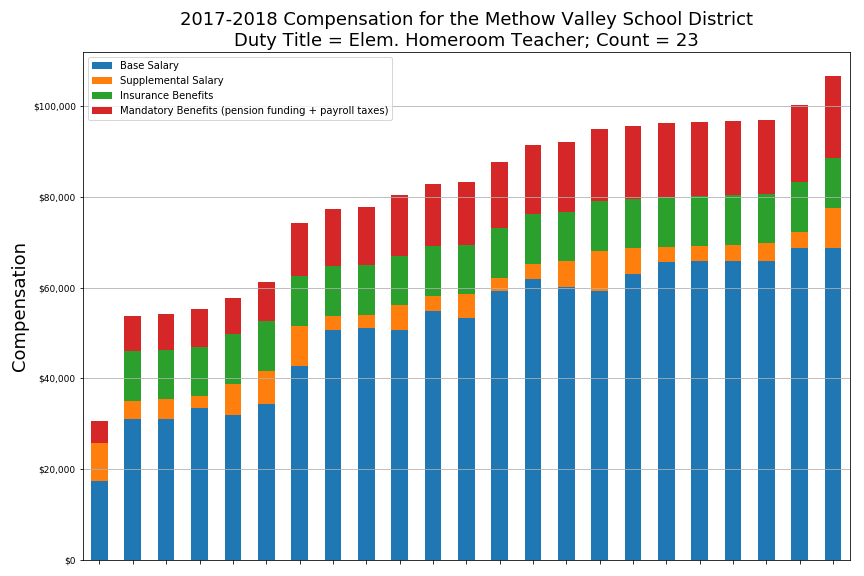 2017-2018 Compensation for the Methow Valley School District
Duty Title = Elem. Homeroom Teacher; Count = 23
Base Salary
Supplemental Salary
Insurance Benefits
Mandatory Benefits (pension funding + payroll taxes)
Compensation
$100,000
$80,000
$60,000
$40,000
$20,000
$0